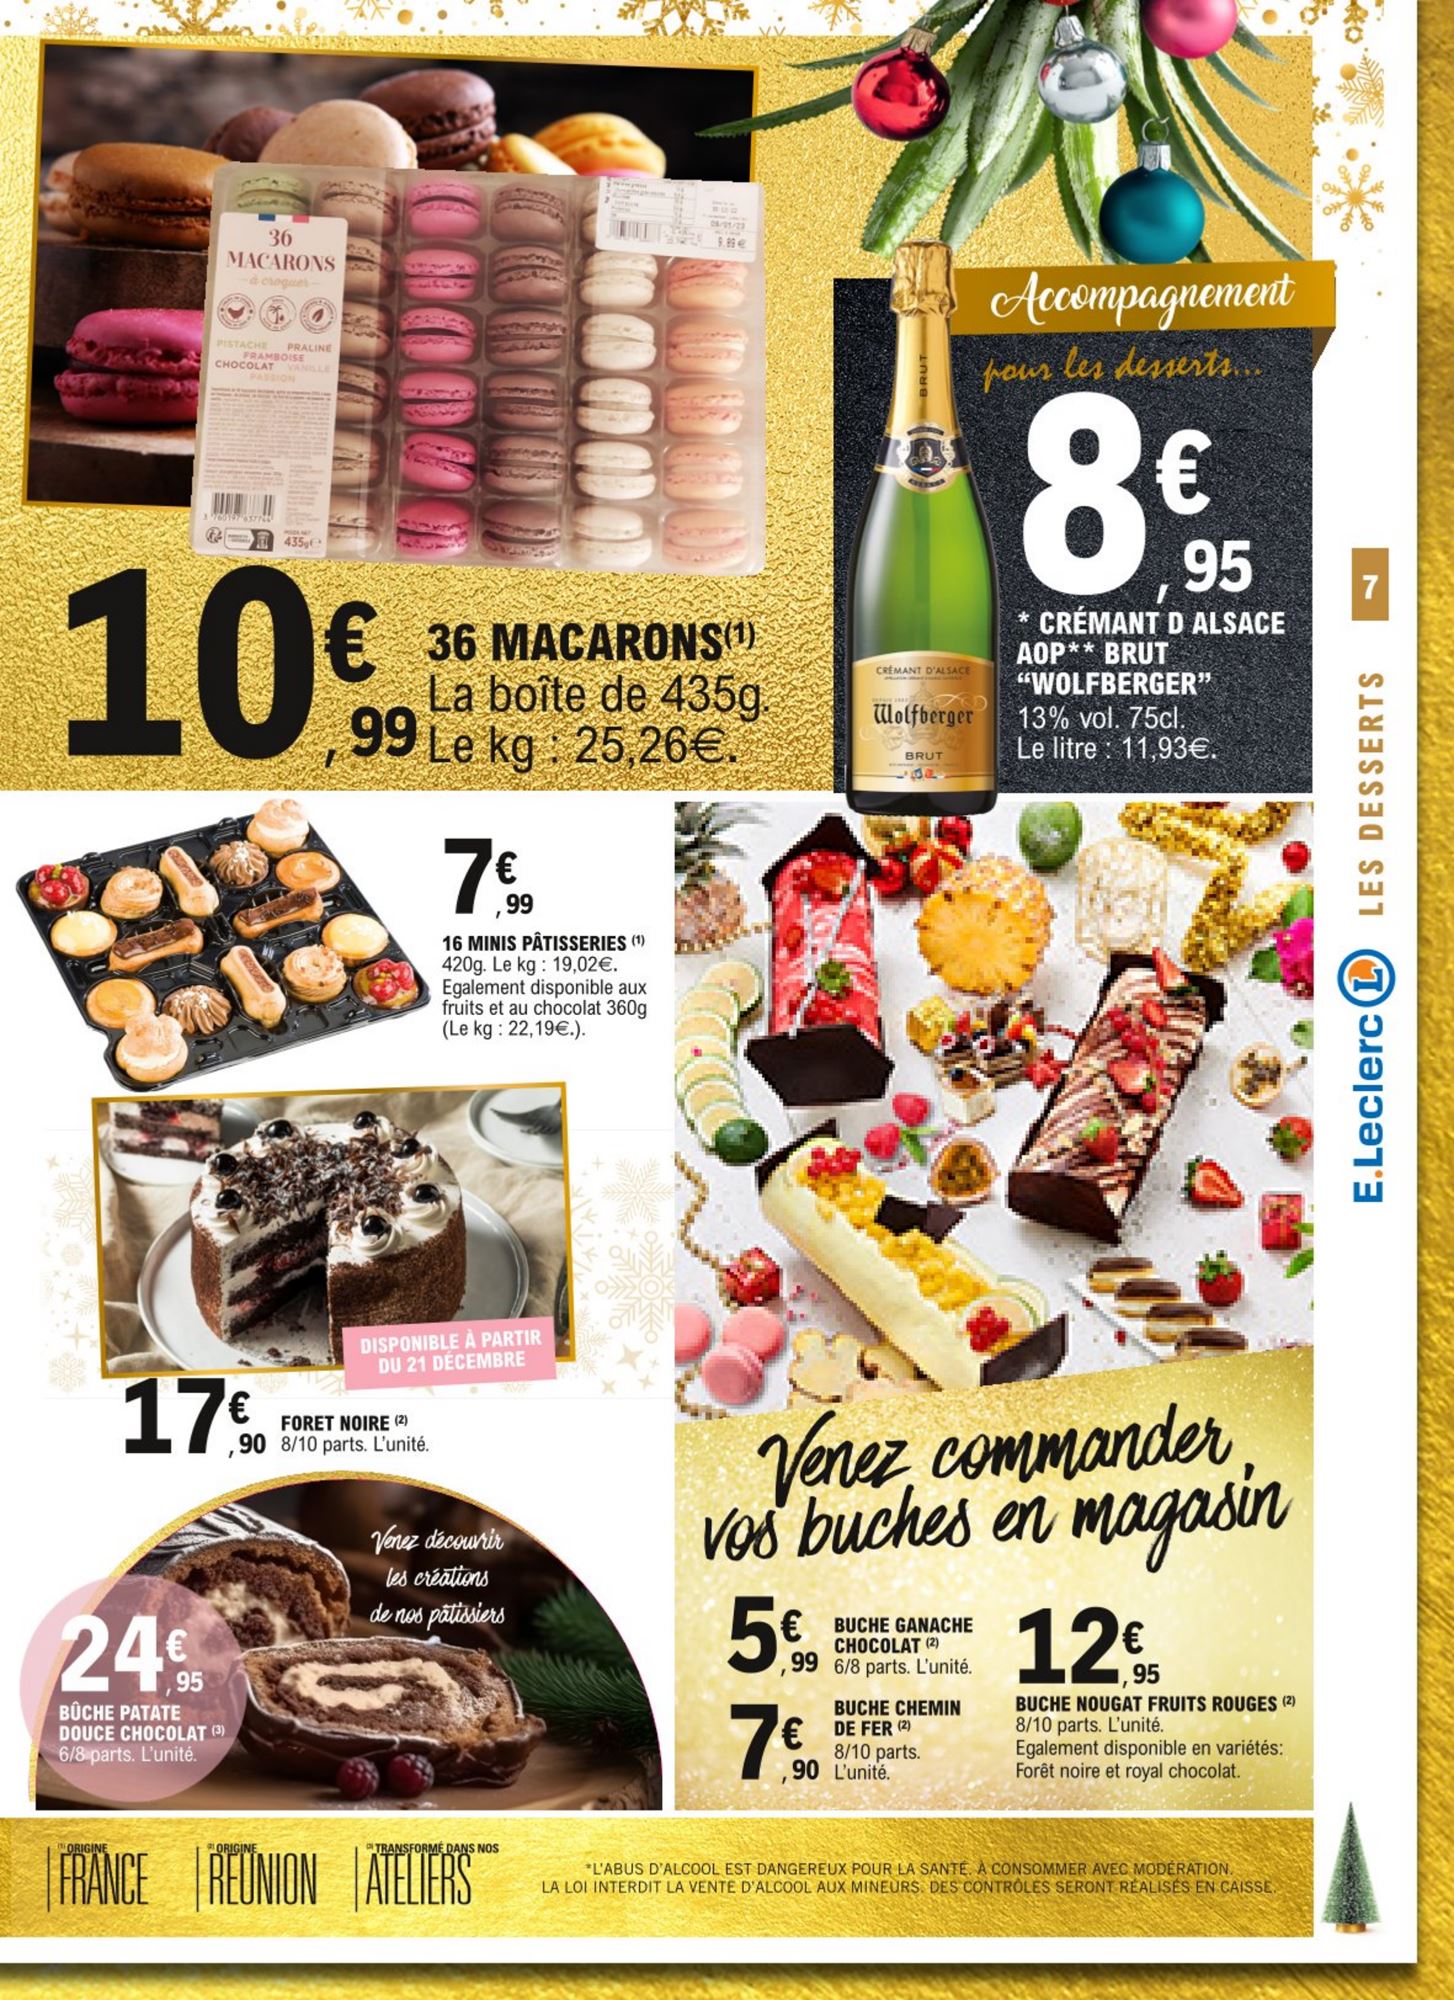 36
MACARONS
à croquer
PISTACHE PRALINÉ
FRAMBOISE
CHOCOLAT VANILLE
PASSION
3 760197 637744
435g
9.89 €
10€,99
36 MACARONS(1)
La boîte de 435g.
Le kg : 25,26€.
Accompagnement
pour les desserts...
BRUT
CRÉMANT D'ALSACE
Wolfberger
BRUT
8€,95
* CRÉMANT D ALSACE
AOP** BRUT
“WOLFBERGER”
13% vol. 75cl.
Le litre : 11,93€.
7
LES DESSERTS
E.Leclerc L
7€,99
16 MINIS PÂTISSERIES (1)
420g. Le kg : 19,02€.
Egalement disponible aux
fruits et au chocolat 360g
(Le kg : 22,19€.).
DISPONIBLE À PARTIR
DU 21 DÉCEMBRE
17€,90
FORET NOIRE (2)
8/10 parts. L'unité.
Venez découvrir
les créations
de nos pâtissiers
24€,95
BÛCHE PATATE
DOUCE CHOCOLAT (3)
6/8 parts. L'unité.
Venez commander
vos buches en magasin
5€,99
BUCHE GANACHE
CHOCOLAT (2)
6/8 parts. L'unité.
7€,90
BUCHE CHEMIN
DE FER (2)
8/10 parts.
L'unité.
12€,95
BUCHE NOUGAT FRUITS ROUGES (2)
8/10 parts. L'unité.
Egalement disponible en variétés:
Forêt noire et royal chocolat.
(1) ORIGINE
FRANCE
(2) ORIGINE
REUNION
(3) TRANSFORMÉ DANS NOS
ATELIERS
*L'ABUS D'ALCOOL EST DANGEREUX POUR LA SANTÉ. À CONSOMMER AVEC MODÉRATION.
LA LOI INTERDIT LA VENTE D'ALCOOL AUX MINEURS. DES CONTRÔLES SERONT RÉALISÉS EN CAISSE.